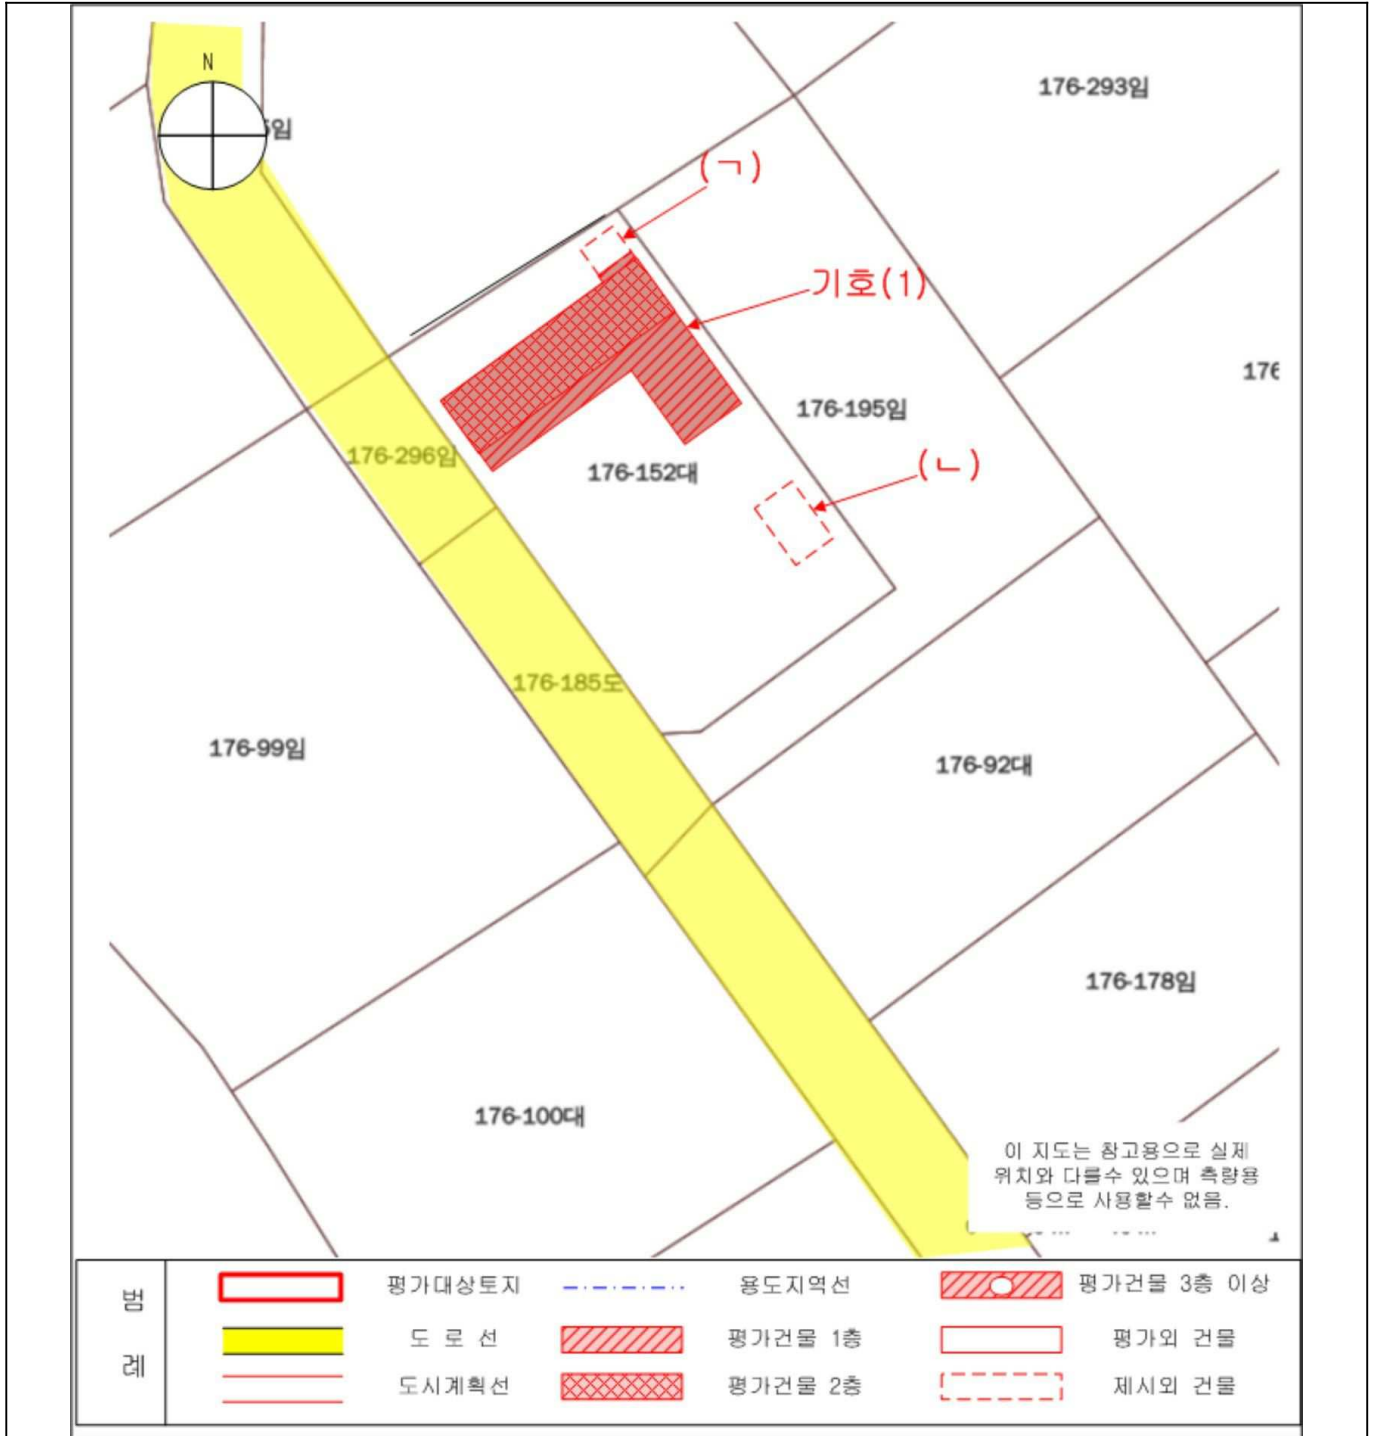 N
176-293임
임
(ㄱ)
기호(1)
176
176-195임
176-296임
176-152대
(ㄴ)
176-185도
176-99임
176-92대
176-178임
176-100대
이 지도는 참고용으로 실제
위치와 다를수 있으며 측량용
등으로 사용할수 없음.
범 례
평가대상토지
용도지역선
평가건물 3층 이상
도 로 선
평가건물 1층
평가외 건물
도시계획선
평가건물 2층
제시외 건물